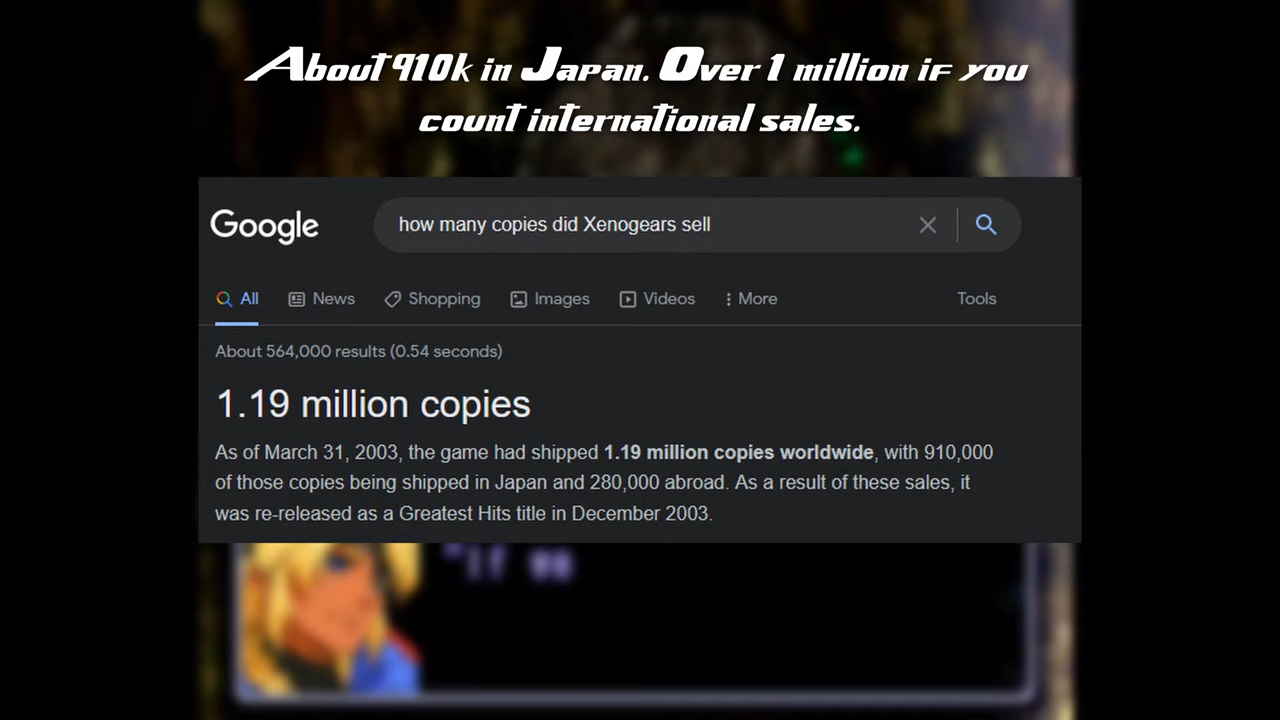 About 910k in Japan. Over 1 million if you
count international sales.
Google
how many copies did Xenogears sell
All News Shopping Images Videos More Tools
About 564,000 results (0.54 seconds)
1.19 million copies
As of March 31, 2003, the game had shipped 1.19 million copies worldwide, with 910,000
of those copies being shipped in Japan and 280,000 abroad. As a result of these sales, it
was re-released as a Greatest Hits title in December 2003.
"If